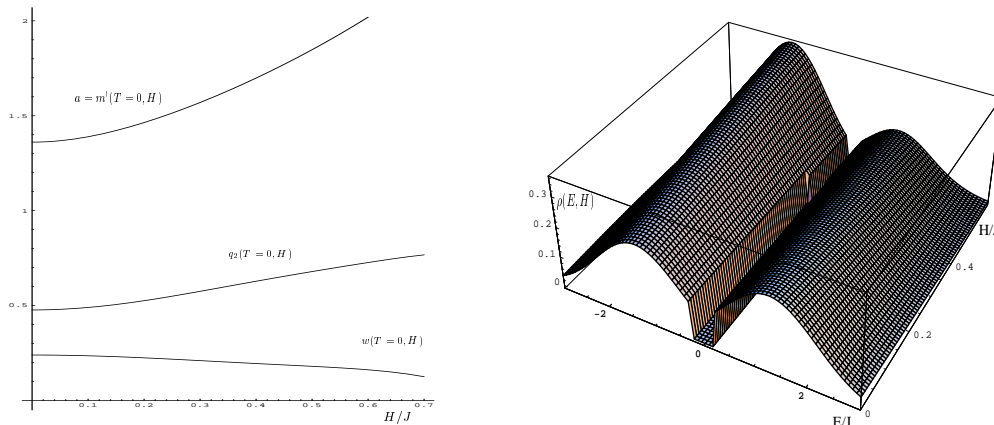 2
a = m¹(T = 0, H)
1.5
1
q₂(T = 0, H)
0.5
w(T = 0, H)
0.1 0.2 0.3 0.4 0.5 0.6 0.7
H/J
0.3
ρ(E, H)
0.2
0.1
0
-2
0
2
E/J
0
0.2
0.4
H/